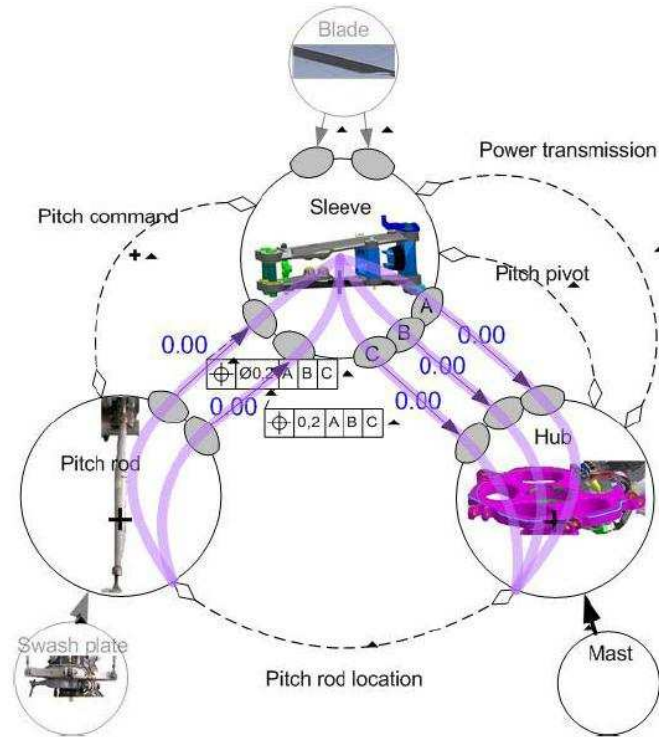 Blade
Power transmission
Sleeve
Pitch command
Pitch pivot
A
B
C
0.00
0.00
0.00
0.00
0.00
Ø0,2 A B C
0,2 A B C
Pitch rod
Hub
Swash plate
Mast
Pitch rod location